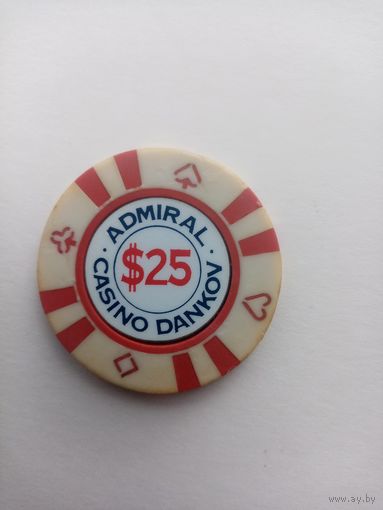 · ADMIRAL ·
$25
CASINO DANKOV
www.ay.by